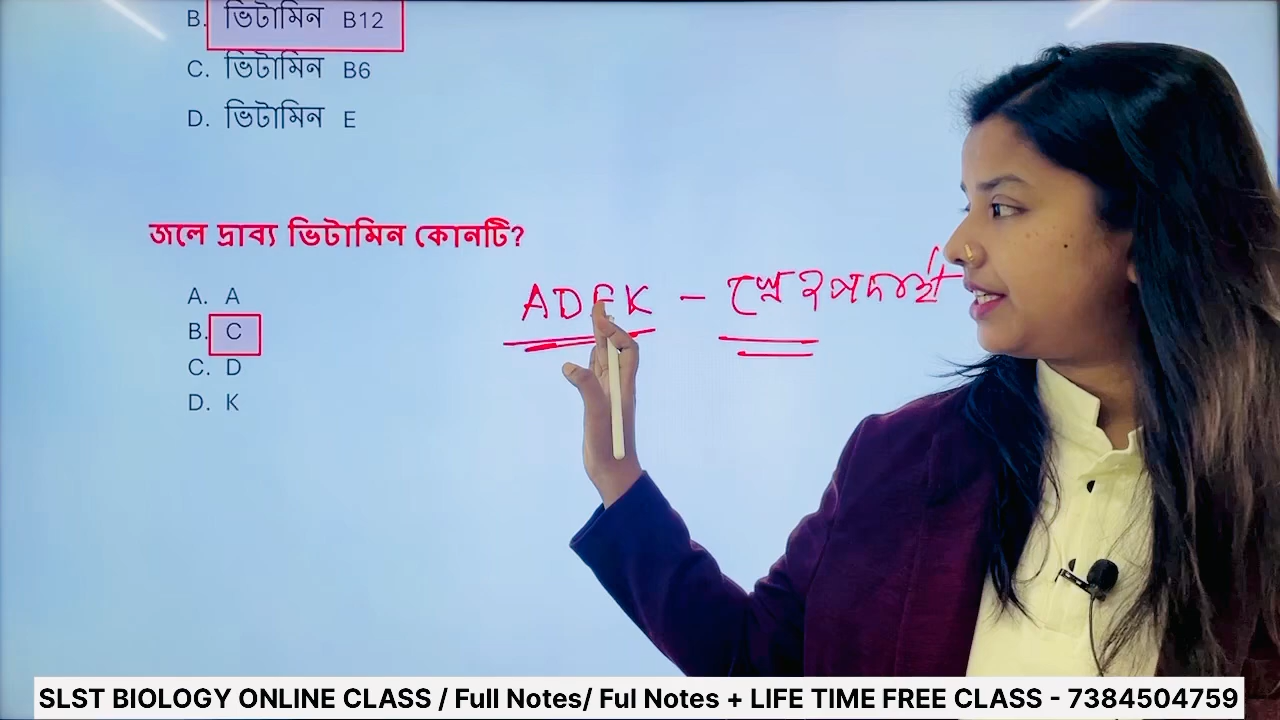 B. ভিটামিন B12
C. ভিটামিন B6
D. ভিটামিন E
জলে দ্রাব্য ভিটামিন কোনটি?
A. A
B. C
C. D
D. K
ADEK – স্নেহপদার্থ
SLST BIOLOGY ONLINE CLASS / Full Notes/ Ful Notes + LIFE TIME FREE CLASS - 7384504759